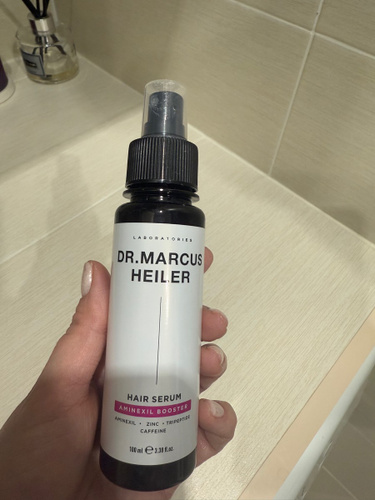 LABORATORIES
DR.MARCUS
HEILER
HAIR SERUM
AMINEXIL BOOSTER
AMINEXIL • ZINC • TRIPEPTIDE
CAFFEINE
100 ml ℮ 3.38 fl.oz.